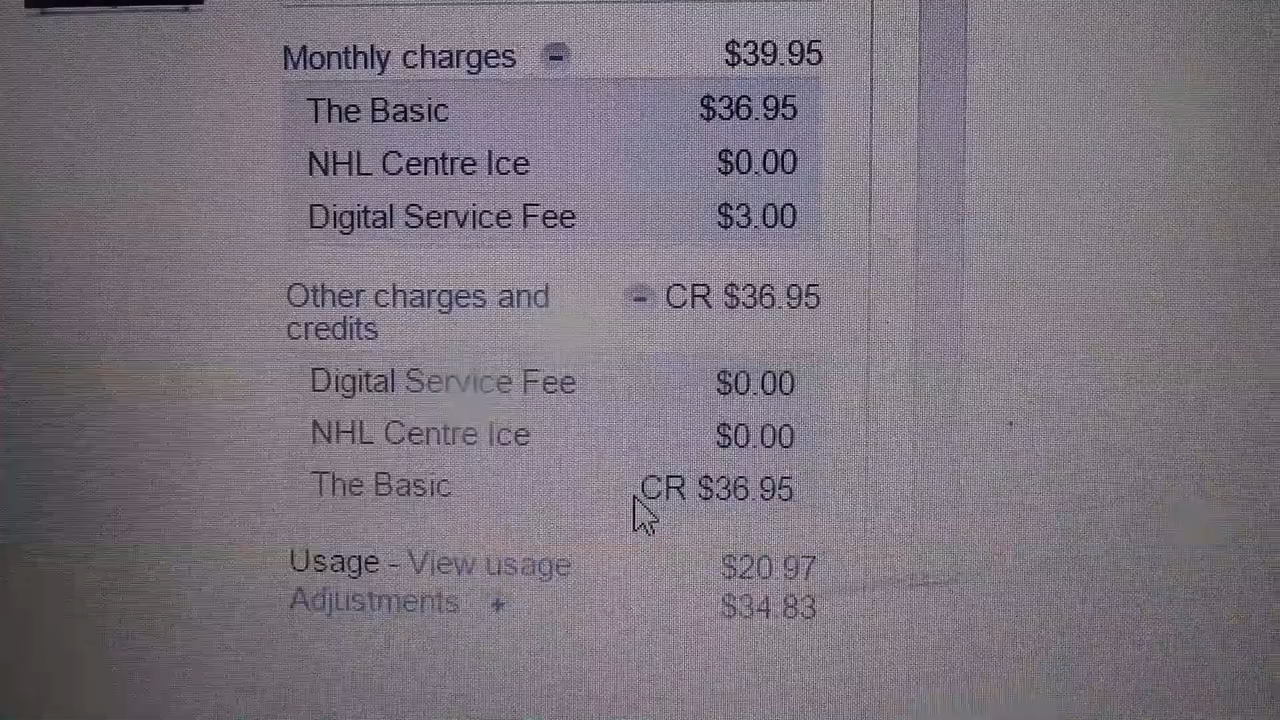 Monthly charges - $39.95
The Basic $36.95
NHL Centre Ice $0.00
Digital Service Fee $3.00
Other charges and - CR $36.95
credits
Digital Service Fee $0.00
NHL Centre Ice $0.00
The Basic CR $36.95
Usage - View usage $20.97
Adjustments + $34.83